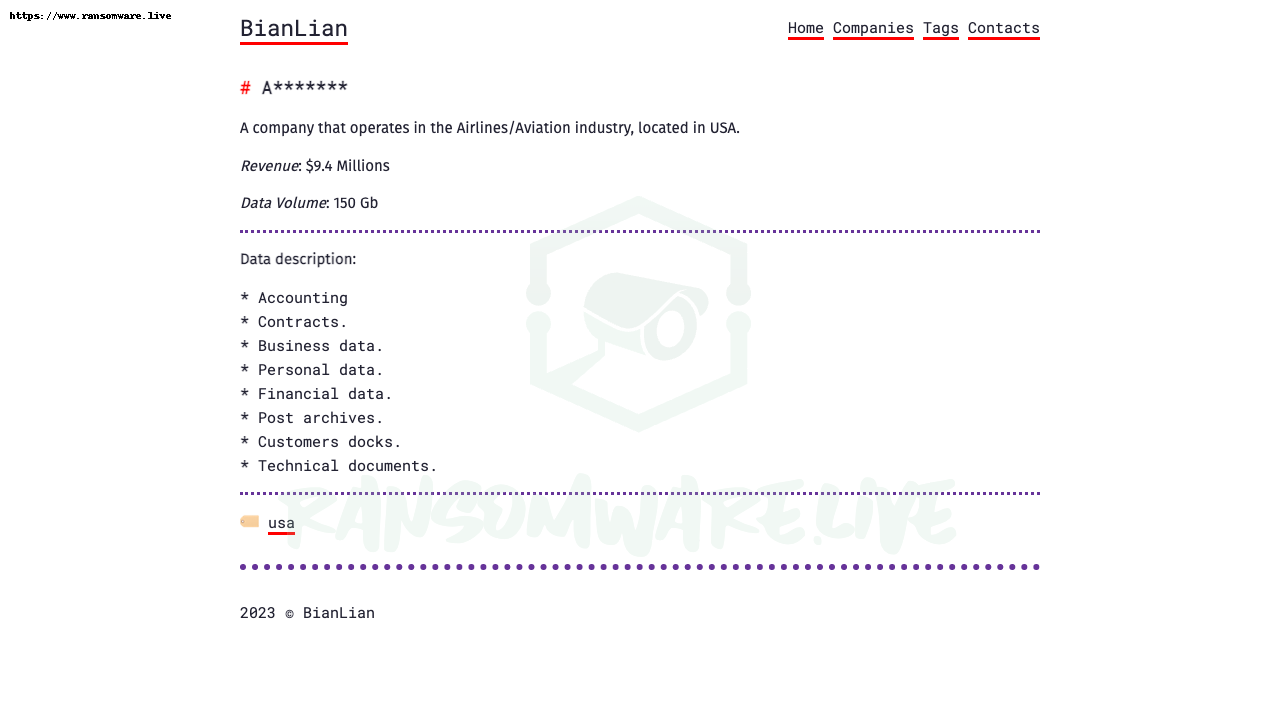 https://www.ransomware.live
BianLian
Home Companies Tags Contacts
# A*******
A company that operates in the Airlines/Aviation industry, located in USA.
Revenue: $9.4 Millions
Data Volume: 150 Gb
Data description:
* Accounting
* Contracts.
* Business data.
* Personal data.
* Financial data.
* Post archives.
* Customers docks.
* Technical documents.
RANSOMWARE.LIVE
usa
2023 © BianLian